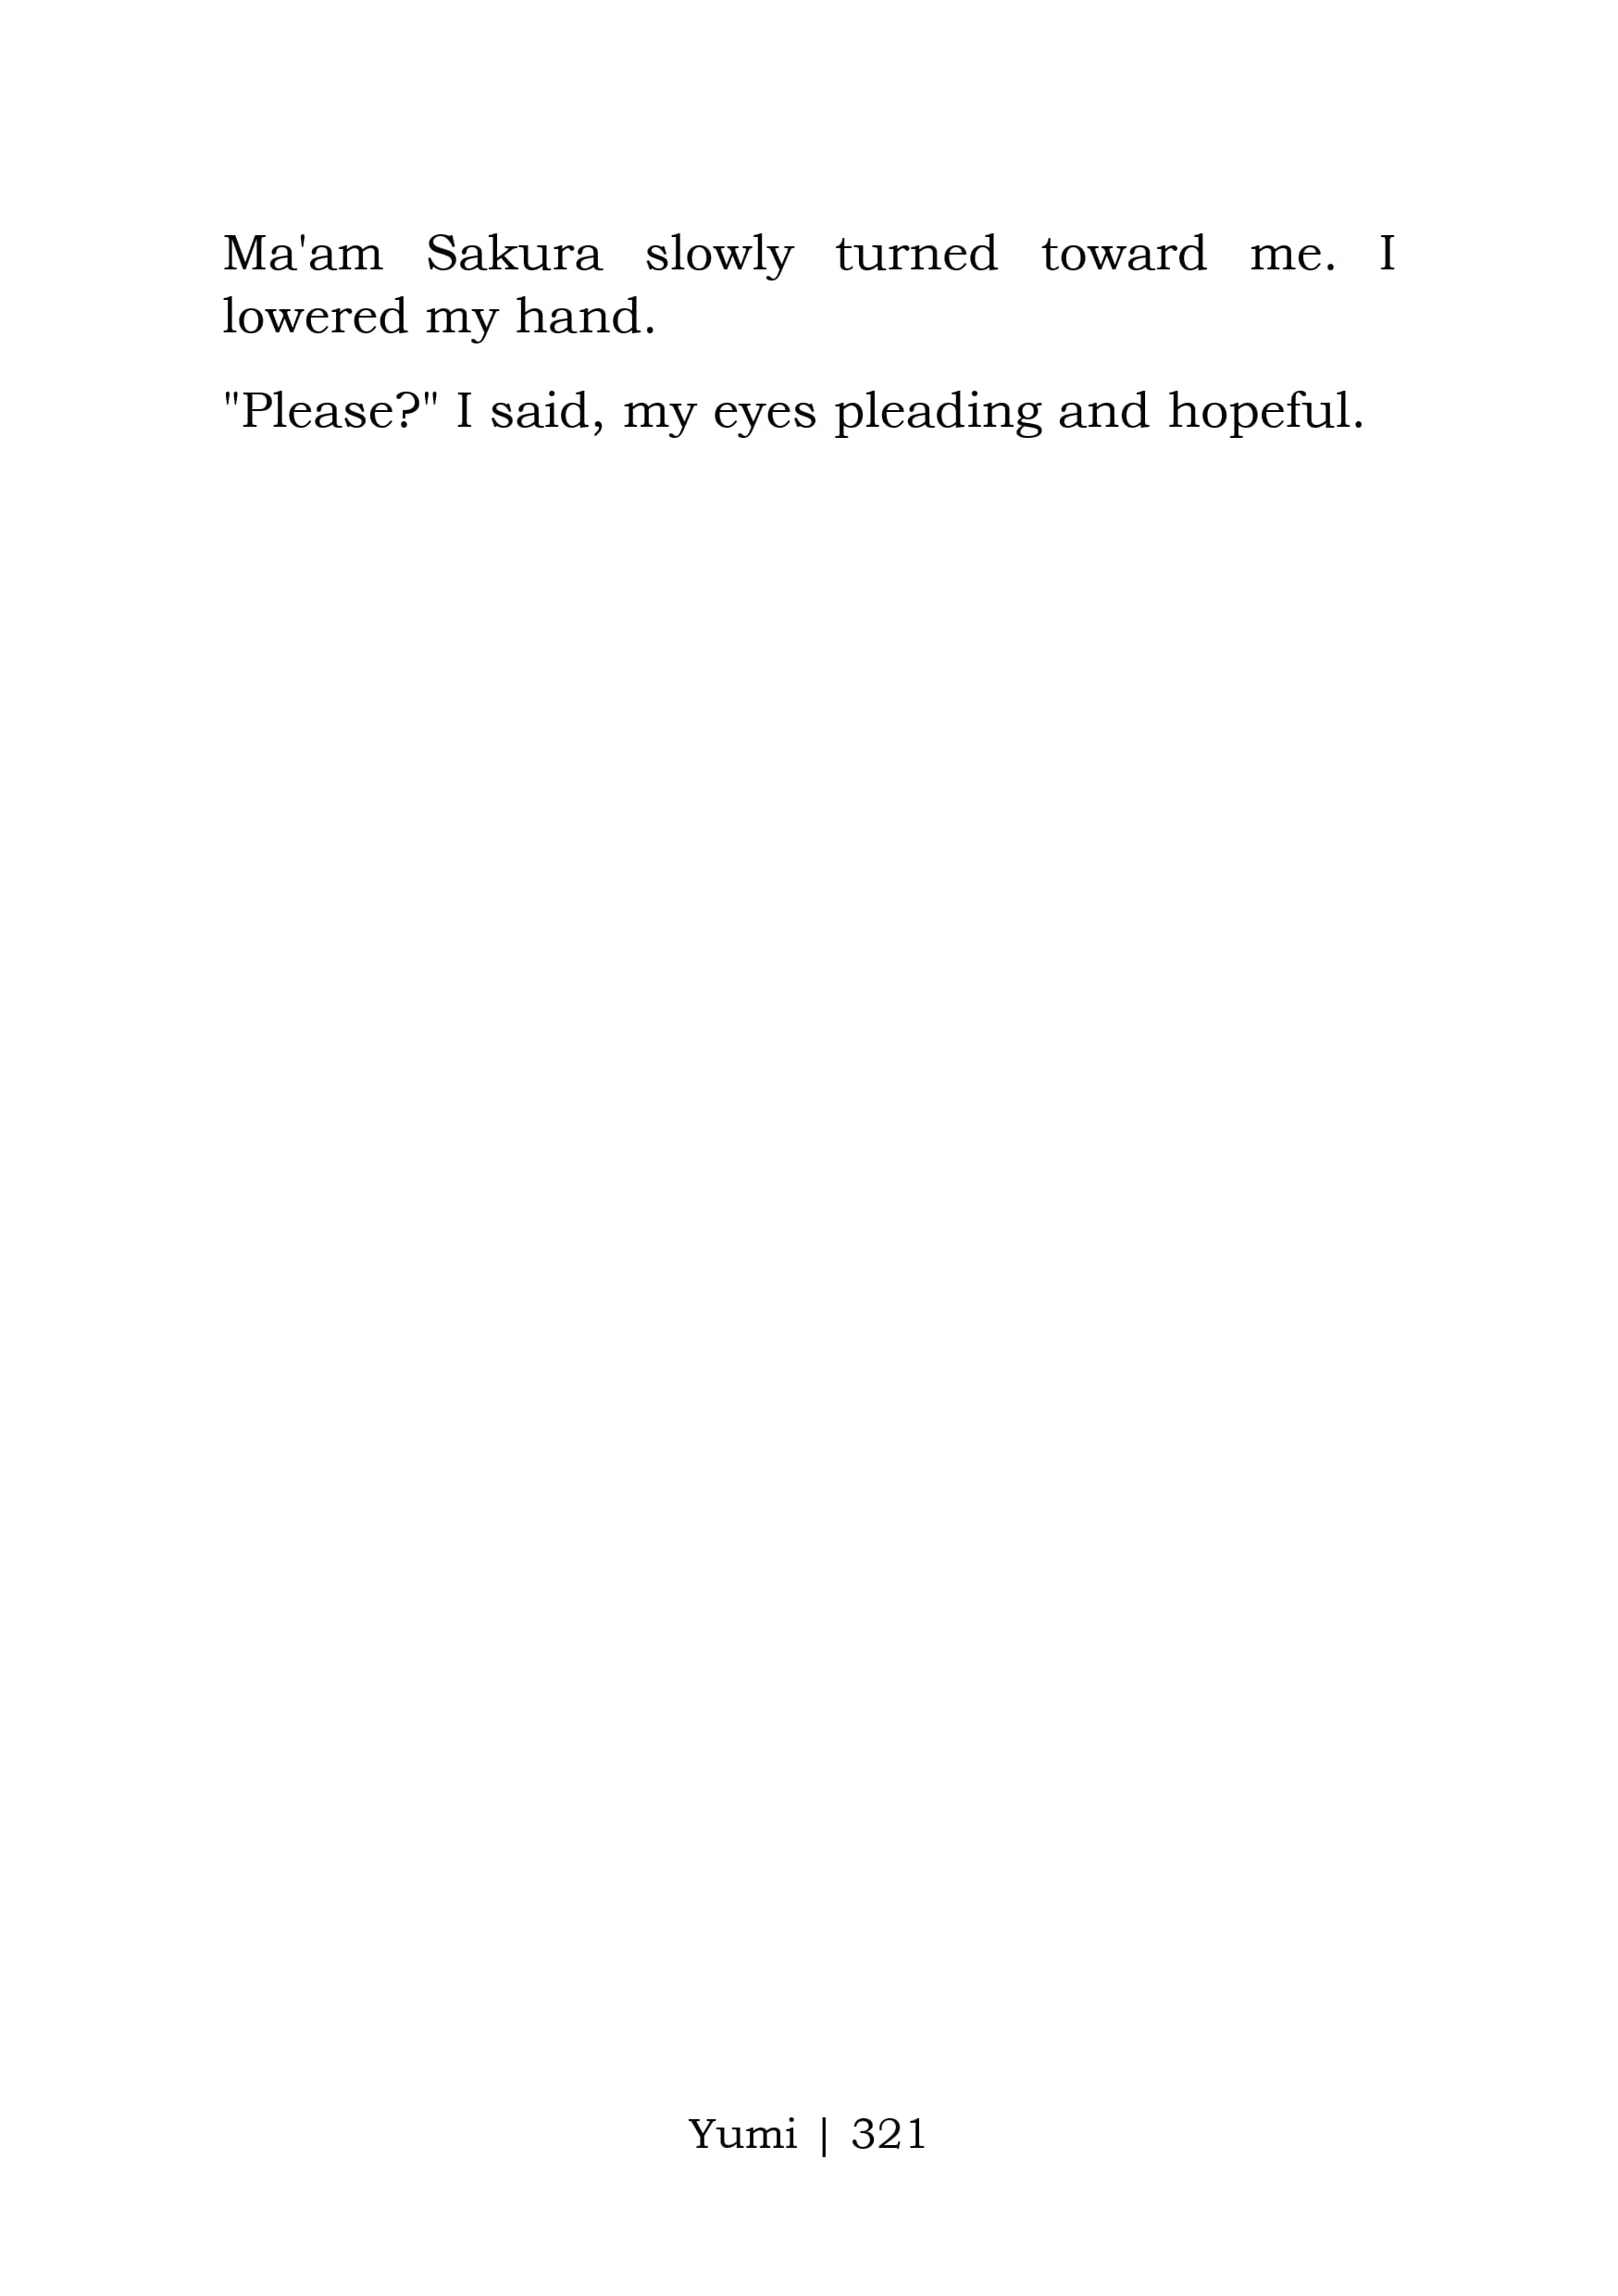 Ma'am Sakura slowly turned toward me. I
lowered my hand.
"Please?" I said, my eyes pleading and hopeful.
Yumi | 321